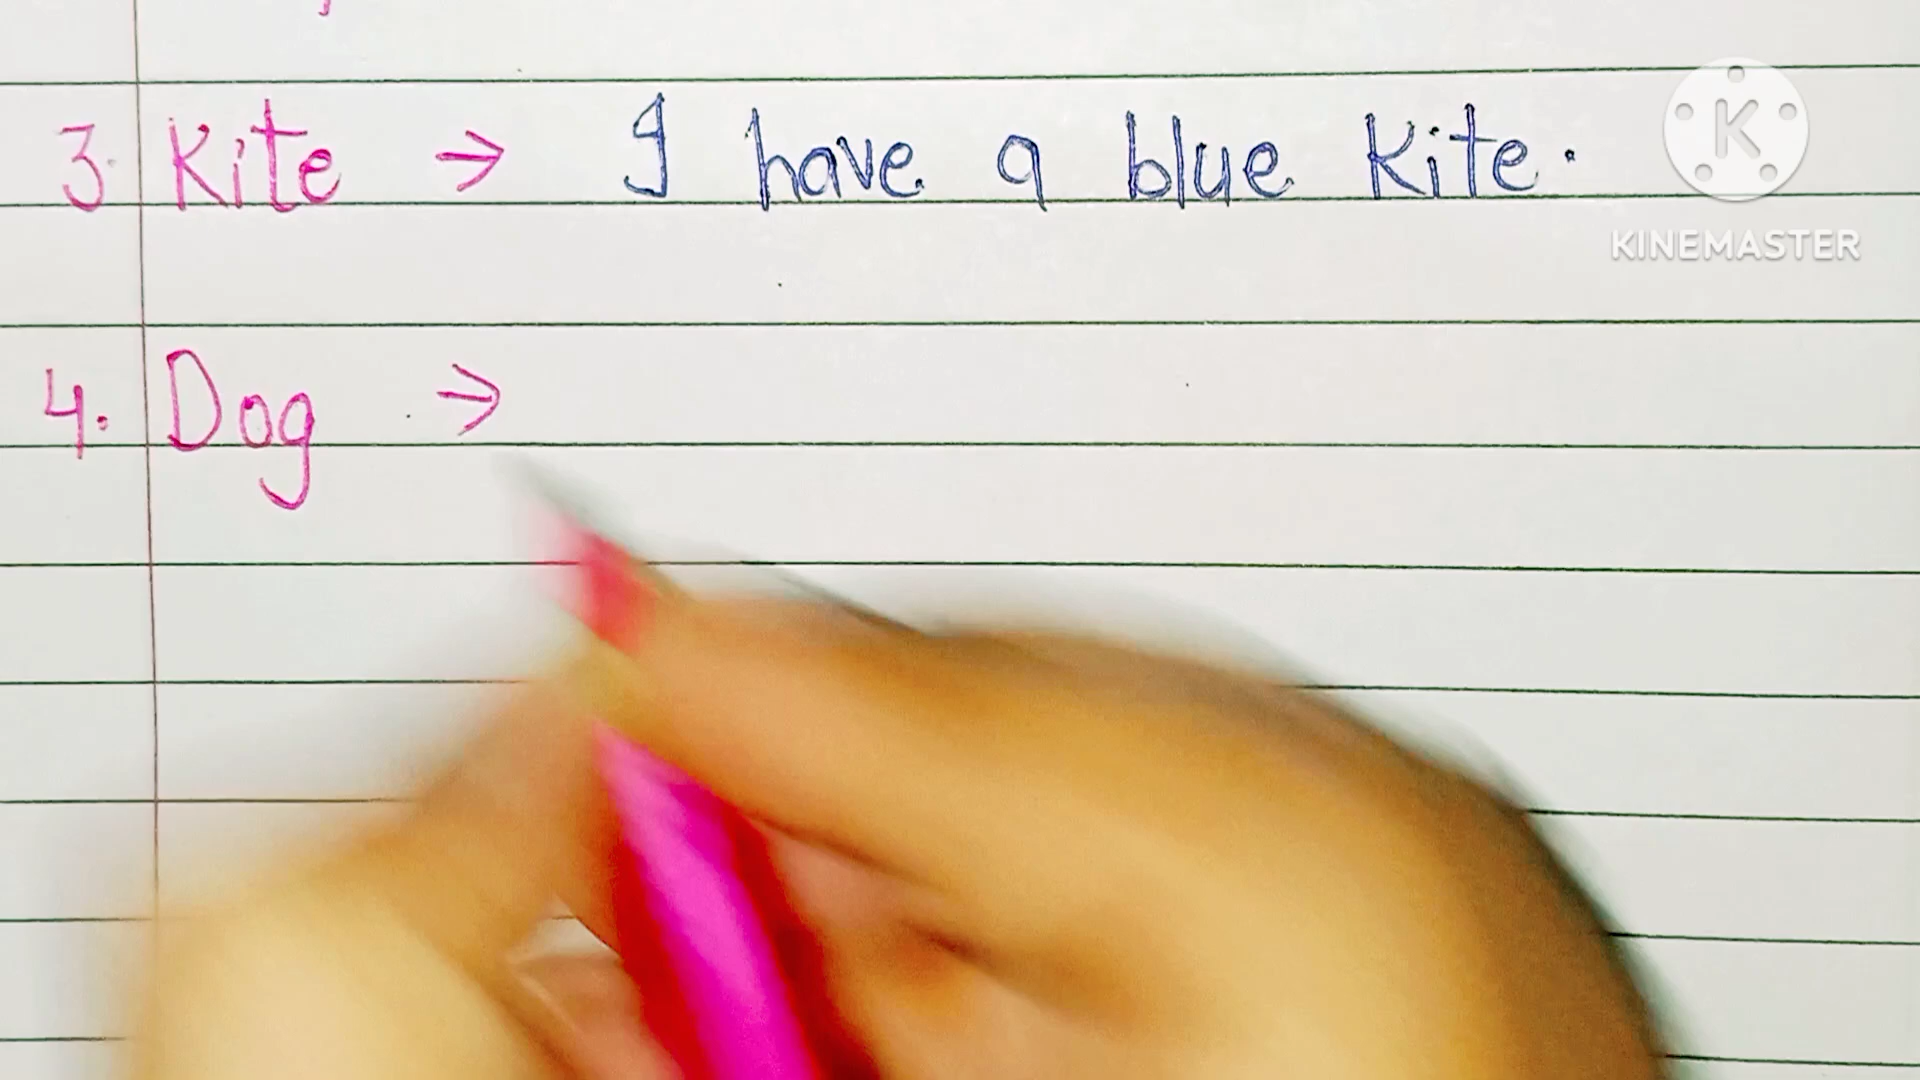 3. Kite → I have a blue Kite.
K
KINEMASTER
4. Dog →